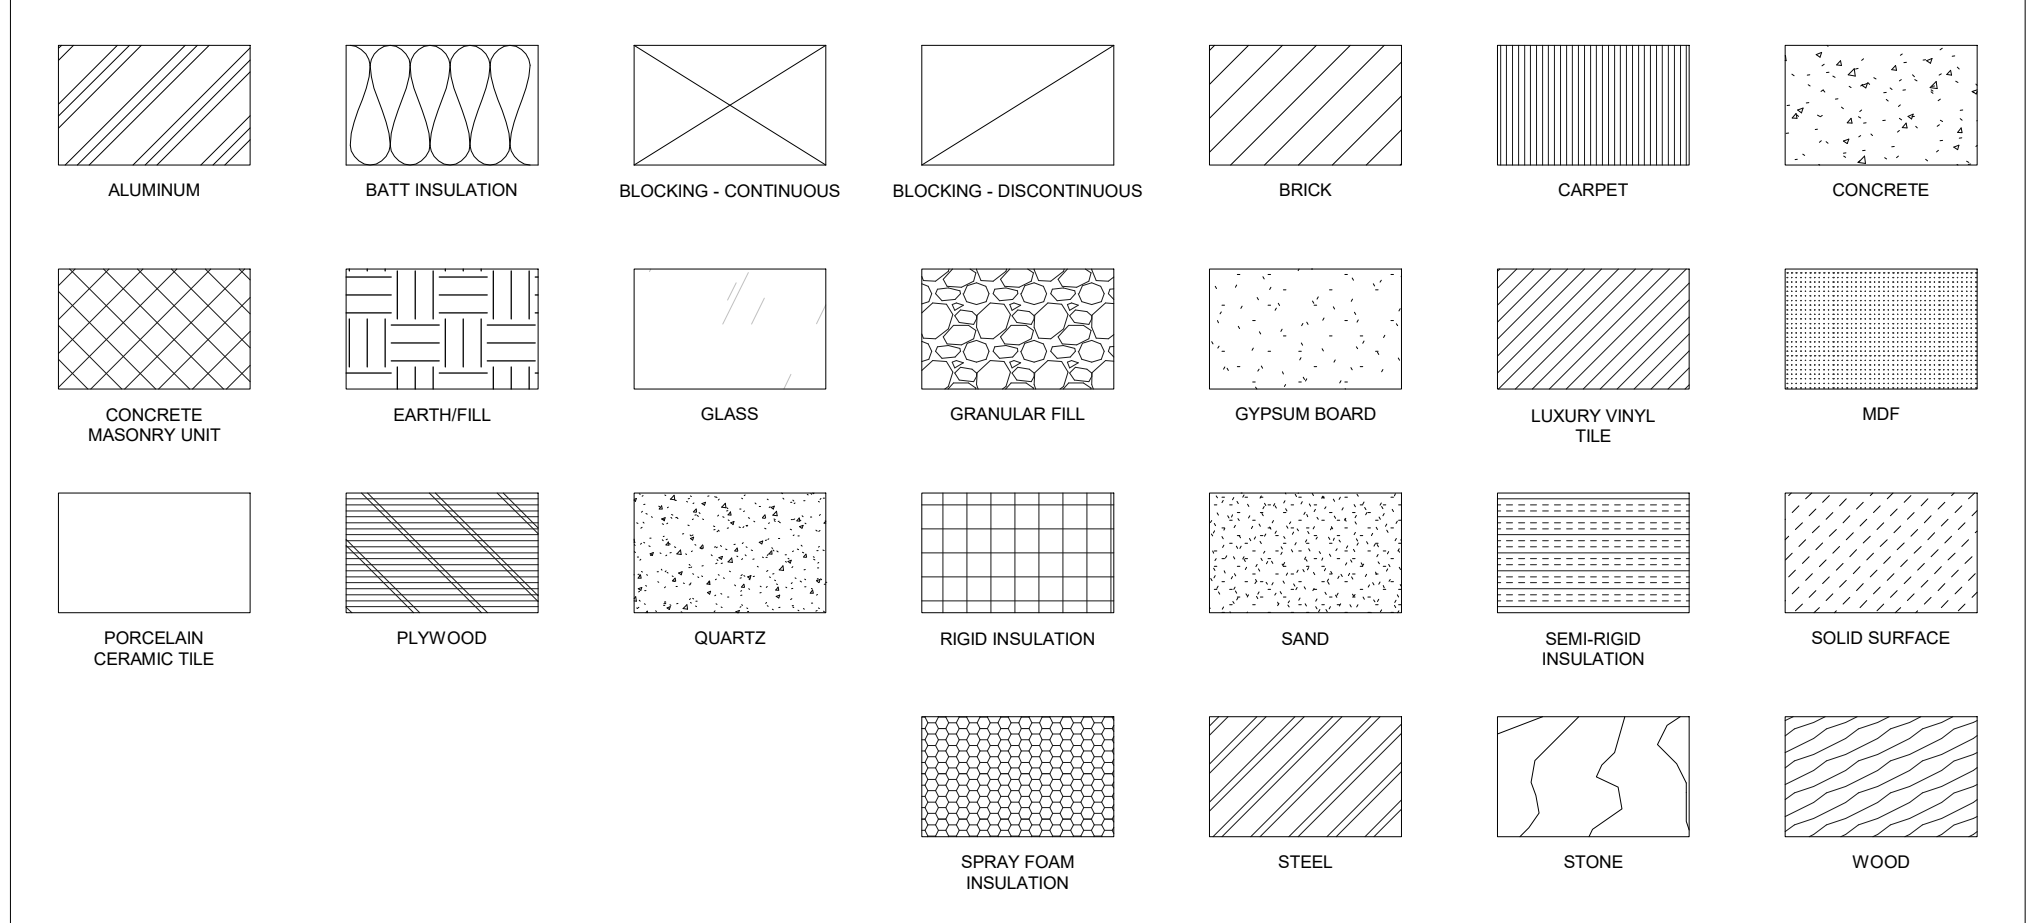 ALUMINUM
BATT INSULATION
BLOCKING - CONTINUOUS
BLOCKING - DISCONTINUOUS
BRICK
CARPET
CONCRETE
CONCRETE
MASONRY UNIT
EARTH/FILL
GLASS
GRANULAR FILL
GYPSUM BOARD
LUXURY VINYL
TILE
MDF
PORCELAIN
CERAMIC TILE
PLYWOOD
QUARTZ
RIGID INSULATION
SAND
SEMI-RIGID
INSULATION
SOLID SURFACE
SPRAY FOAM
INSULATION
STEEL
STONE
WOOD